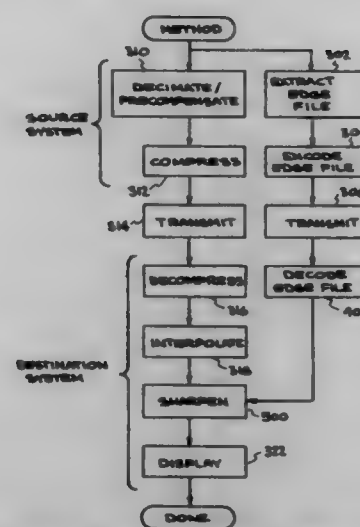 METHOD
310
302
DECIMATE/
PRECOMPENSATE
EXTRACT
EDGE
FILE
SOURCE
SYSTEM
COMPRESS
ENCODE
EDGE FILE
312
314
TRANSMIT
TRANSMIT
DECOMPRESS
DECODE
EDGE FILE
316
INTERPOLATE
318
DESTINATION
SYSTEM
SHARPEN
500
322
DISPLAY
DONE